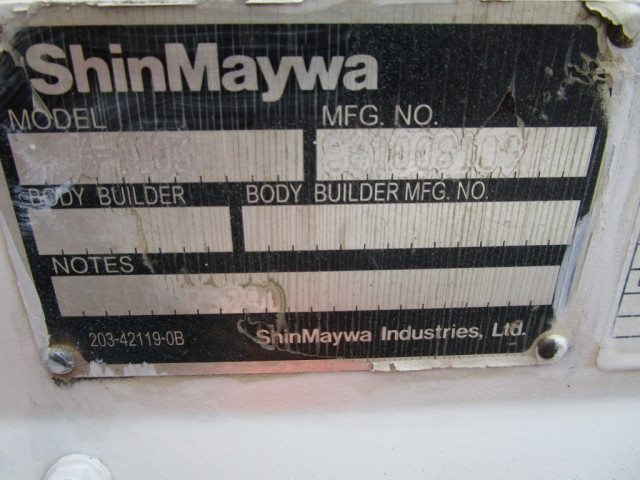 ShinMaywa
MODEL MFG. NO.
BODY BUILDER BODY BUILDER MFG. NO.
NOTES
203-42119-0B ShinMaywa Industries, Ltd.